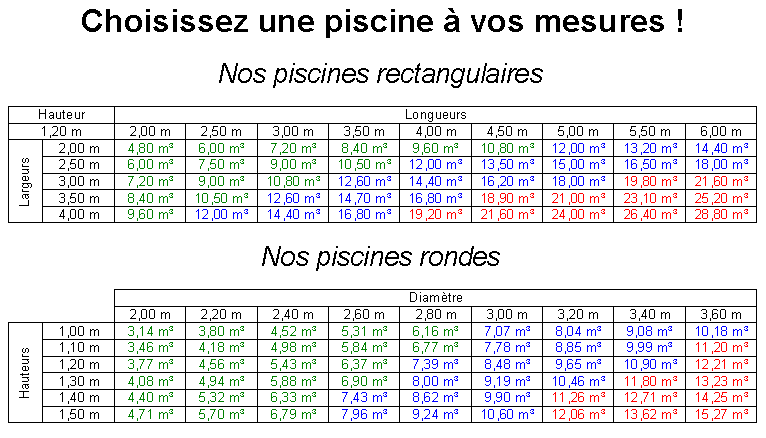 Choisissez une piscine à vos mesures !
Nos piscines rectangulaires
Hauteur Longueurs
1,20 m 2,00 m 2,50 m 3,00 m 3,50 m 4,00 m 4,50 m 5,00 m 5,50 m 6,00 m
Largeurs
2,00 m 4,80 m³ 6,00 m³ 7,20 m³ 8,40 m³ 9,60 m³ 10,80 m³ 12,00 m³ 13,20 m³ 14,40 m³
2,50 m 6,00 m³ 7,50 m³ 9,00 m³ 10,50 m³ 12,00 m³ 13,50 m³ 15,00 m³ 16,50 m³ 18,00 m³
3,00 m 7,20 m³ 9,00 m³ 10,80 m³ 12,60 m³ 14,40 m³ 16,20 m³ 18,00 m³ 19,80 m³ 21,60 m³
3,50 m 8,40 m³ 10,50 m³ 12,60 m³ 14,70 m³ 16,80 m³ 18,90 m³ 21,00 m³ 23,10 m³ 25,20 m³
4,00 m 9,60 m³ 12,00 m³ 14,40 m³ 16,80 m³ 19,20 m³ 21,60 m³ 24,00 m³ 26,40 m³ 28,80 m³
Nos piscines rondes
Diamètre
2,00 m 2,20 m 2,40 m 2,60 m 2,80 m 3,00 m 3,20 m 3,40 m 3,60 m
Hauteurs
1,00 m 3,14 m³ 3,80 m³ 4,52 m³ 5,31 m³ 6,16 m³ 7,07 m³ 8,04 m³ 9,08 m³ 10,18 m³
1,10 m 3,46 m³ 4,18 m³ 4,98 m³ 5,84 m³ 6,77 m³ 7,78 m³ 8,85 m³ 9,99 m³ 11,20 m³
1,20 m 3,77 m³ 4,56 m³ 5,43 m³ 6,37 m³ 7,39 m³ 8,48 m³ 9,65 m³ 10,90 m³ 12,21 m³
1,30 m 4,08 m³ 4,94 m³ 5,88 m³ 6,90 m³ 8,00 m³ 9,19 m³ 10,46 m³ 11,80 m³ 13,23 m³
1,40 m 4,40 m³ 5,32 m³ 6,33 m³ 7,43 m³ 8,62 m³ 9,90 m³ 11,26 m³ 12,71 m³ 14,25 m³
1,50 m 4,71 m³ 5,70 m³ 6,79 m³ 7,96 m³ 9,24 m³ 10,60 m³ 12,06 m³ 13,62 m³ 15,27 m³